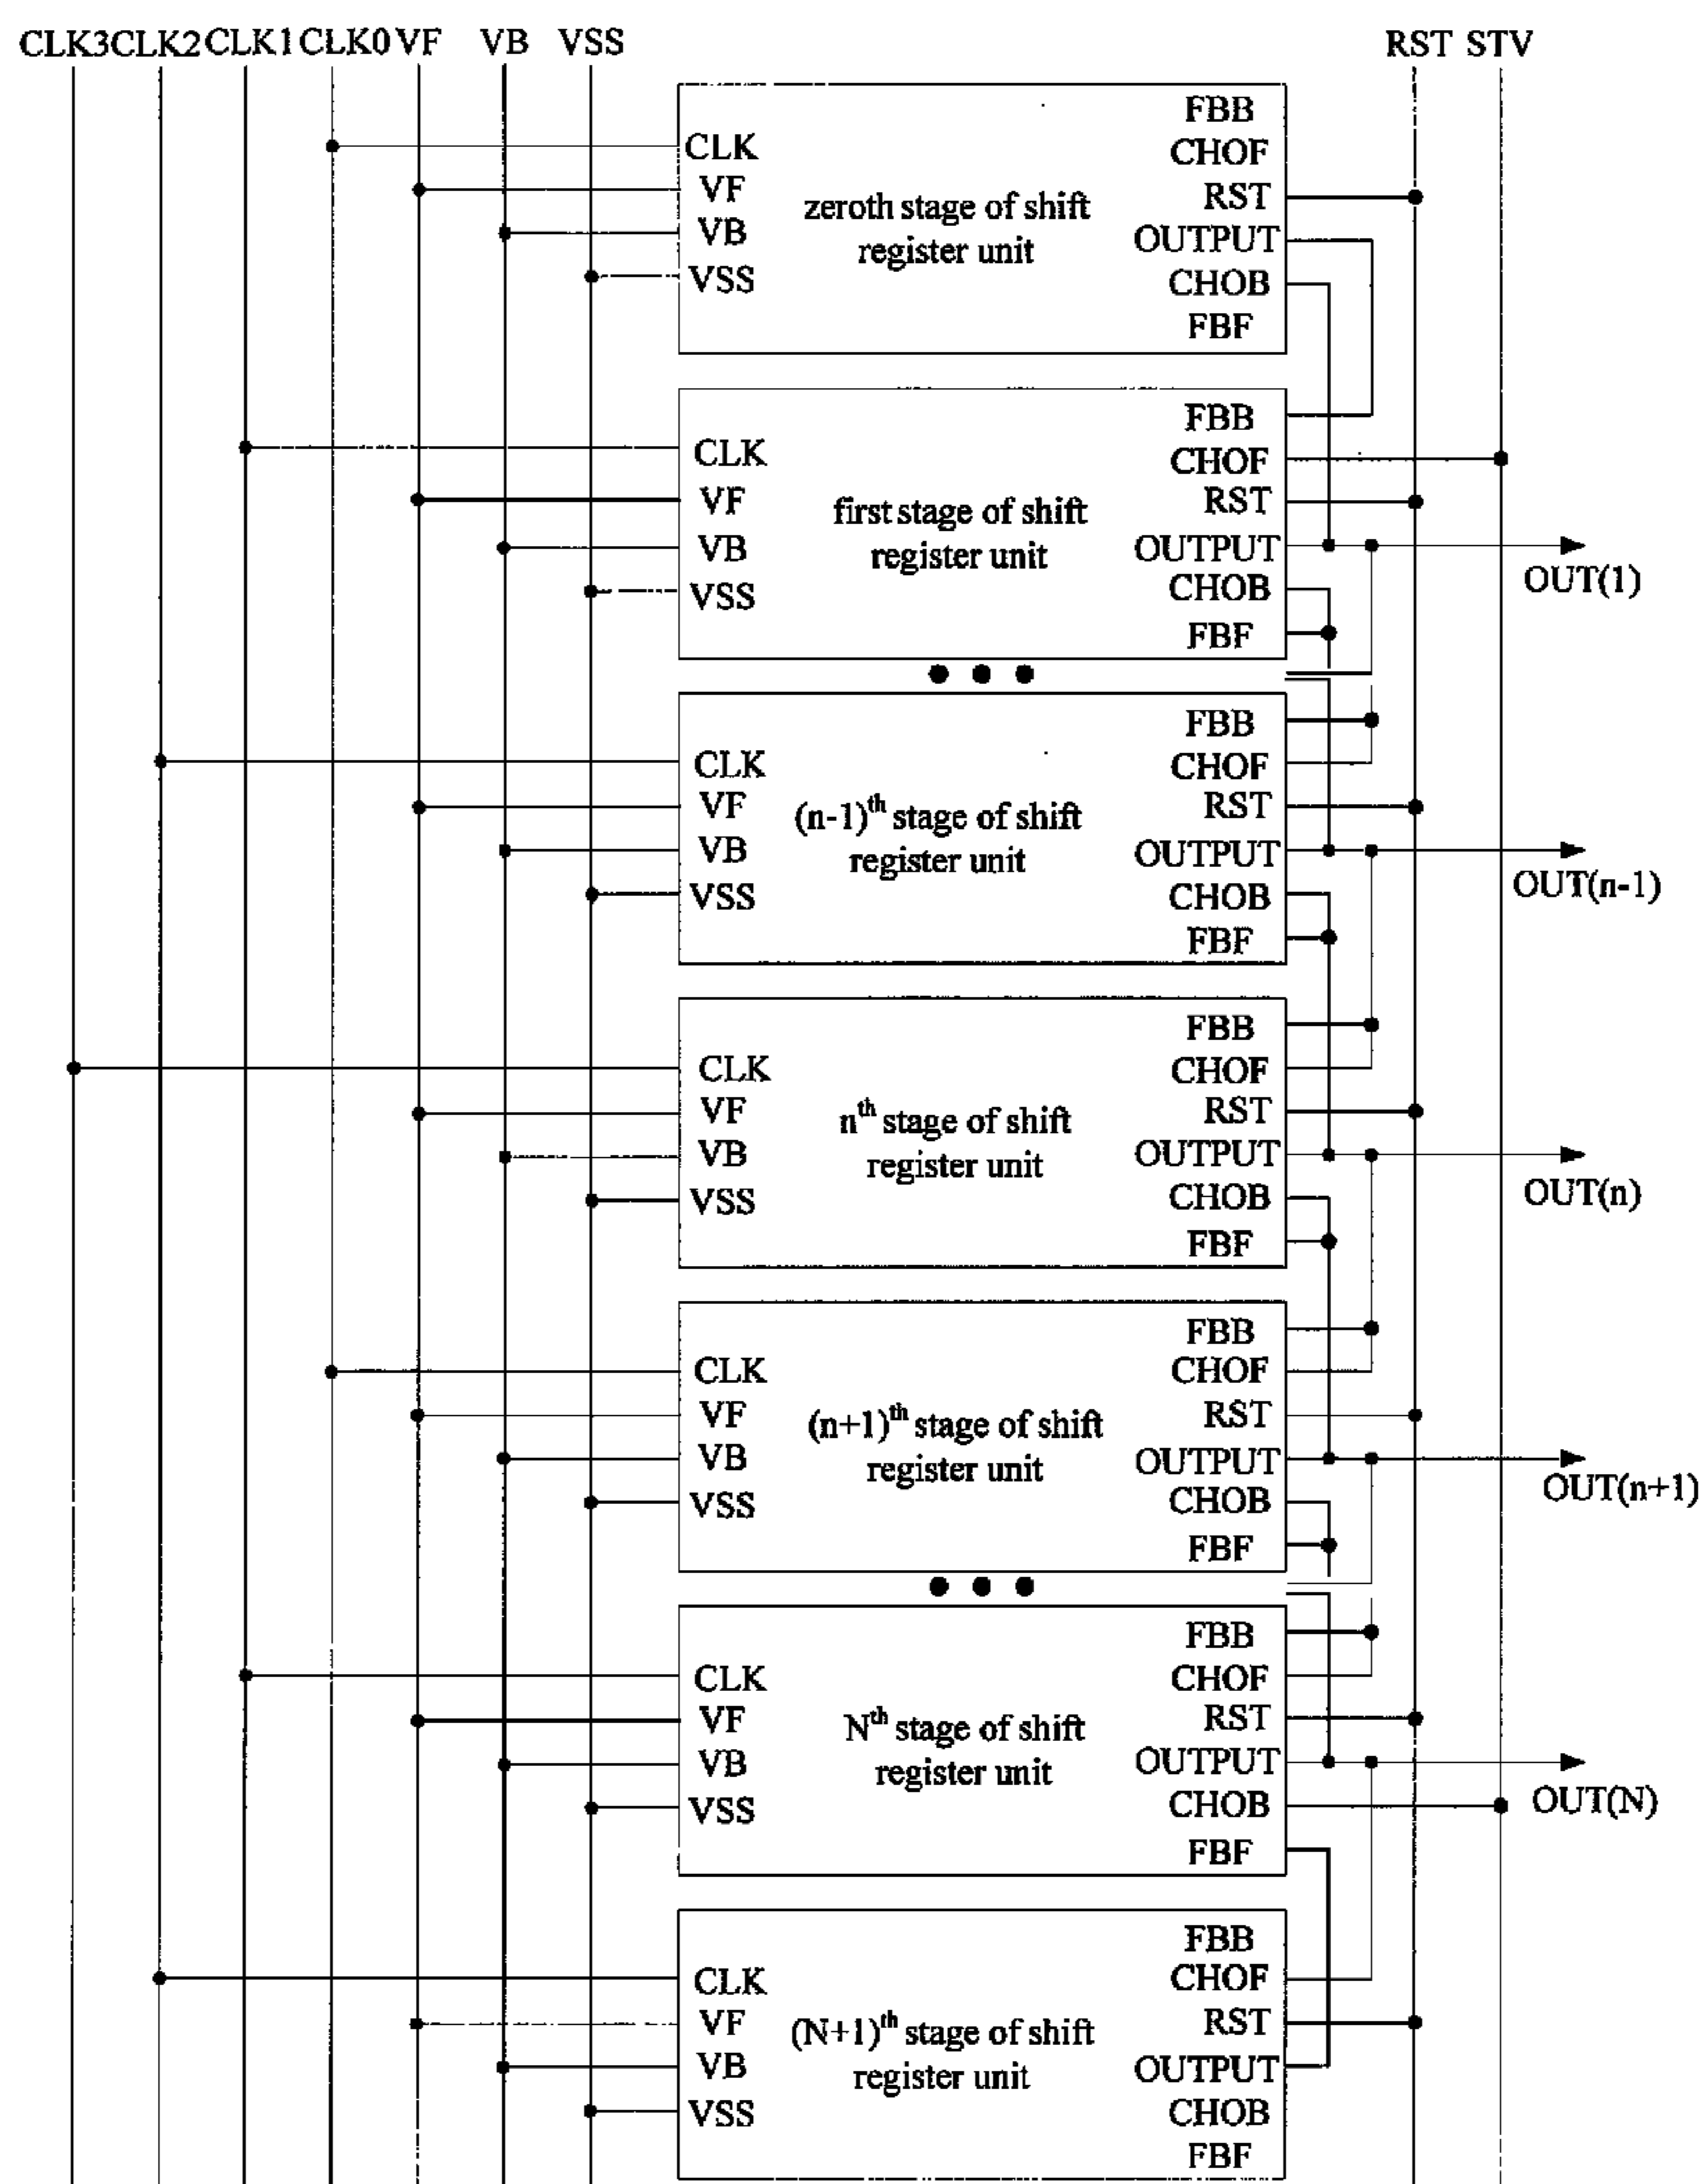 CLK3 CLK2 CLK1 CLK0 VF VB VSS RST STV
FBB
CLK CHOF
VF zeroth stage of shift RST
VB register unit OUTPUT
VSS CHOB
FBF
FBB
CLK CHOF
VF first stage of shift RST
VB register unit OUTPUT
OUT(1)
VSS CHOB
FBF
FBB
CLK CHOF
VF (n-1)th stage of shift RST
VB register unit OUTPUT
OUT(n-1)
VSS CHOB
FBF
FBB
CLK CHOF
VF nth stage of shift RST
VB register unit OUTPUT
OUT(n)
VSS CHOB
FBF
FBB
CLK CHOF
VF (n+1)th stage of shift RST
VB register unit OUTPUT
OUT(n+1)
VSS CHOB
FBF
FBB
CLK CHOF
VF Nth stage of shift RST
VB register unit OUTPUT
VSS CHOB OUT(N)
FBF
FBB
CLK CHOF
VF (N+1)th stage of shift RST
VB register unit OUTPUT
VSS CHOB
FBF